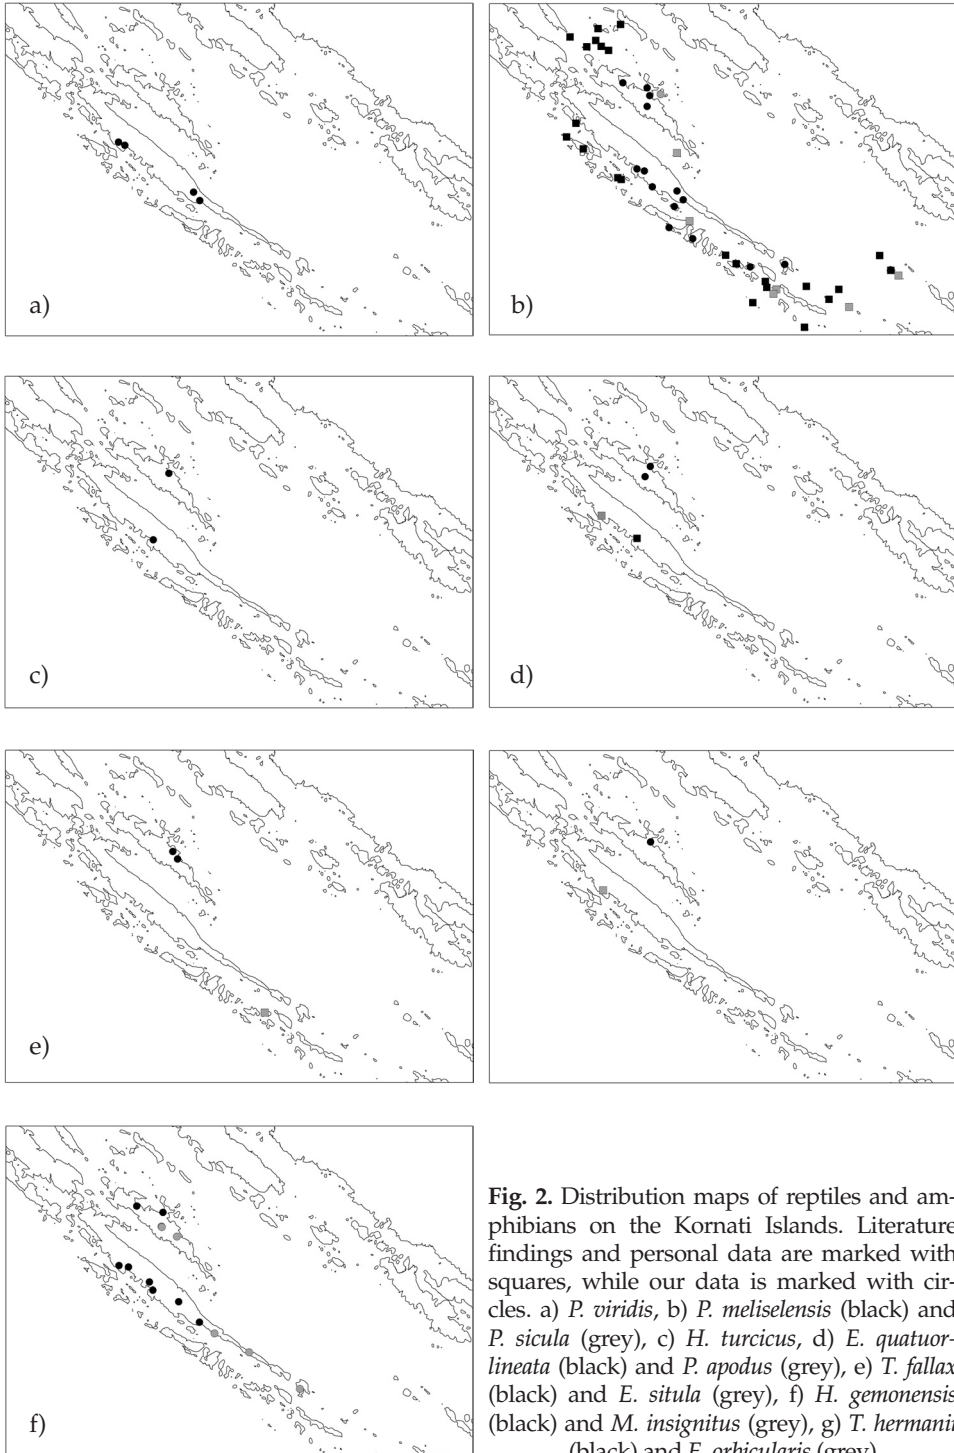 a)
b)
c)
d)
e)
f)
Fig. 2. Distribution maps of reptiles and am-
phibians on the Kornati Islands. Literature
findings and personal data are marked with
squares, while our data is marked with cir-
cles. a) P. viridis, b) P. meliselensis (black) and
P. sicula (grey), c) H. turcicus, d) E. quatuor-
lineata (black) and P. apodus (grey), e) T. fallax
(black) and E. situla (grey), f) H. gemonensis
(black) and M. insignitus (grey), g) T. hermanii
(black) and E. orbicularis (grey)